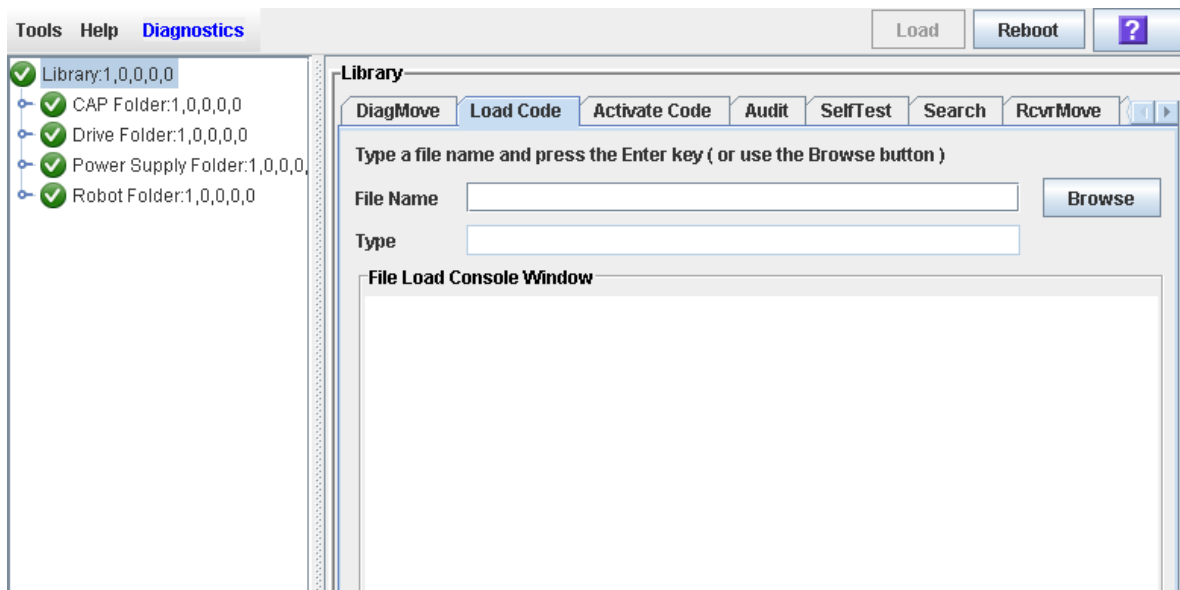 Tools Help Diagnostics Load Reboot ?
Library:1,0,0,0,0
CAP Folder:1,0,0,0,0
Drive Folder:1,0,0,0,0
Power Supply Folder:1,0,0,0,
Robot Folder:1,0,0,0,0
Library
DiagMove Load Code Activate Code Audit SelfTest Search RcvrMove
Type a file name and press the Enter key ( or use the Browse button )
File Name Browse
Type
File Load Console Window